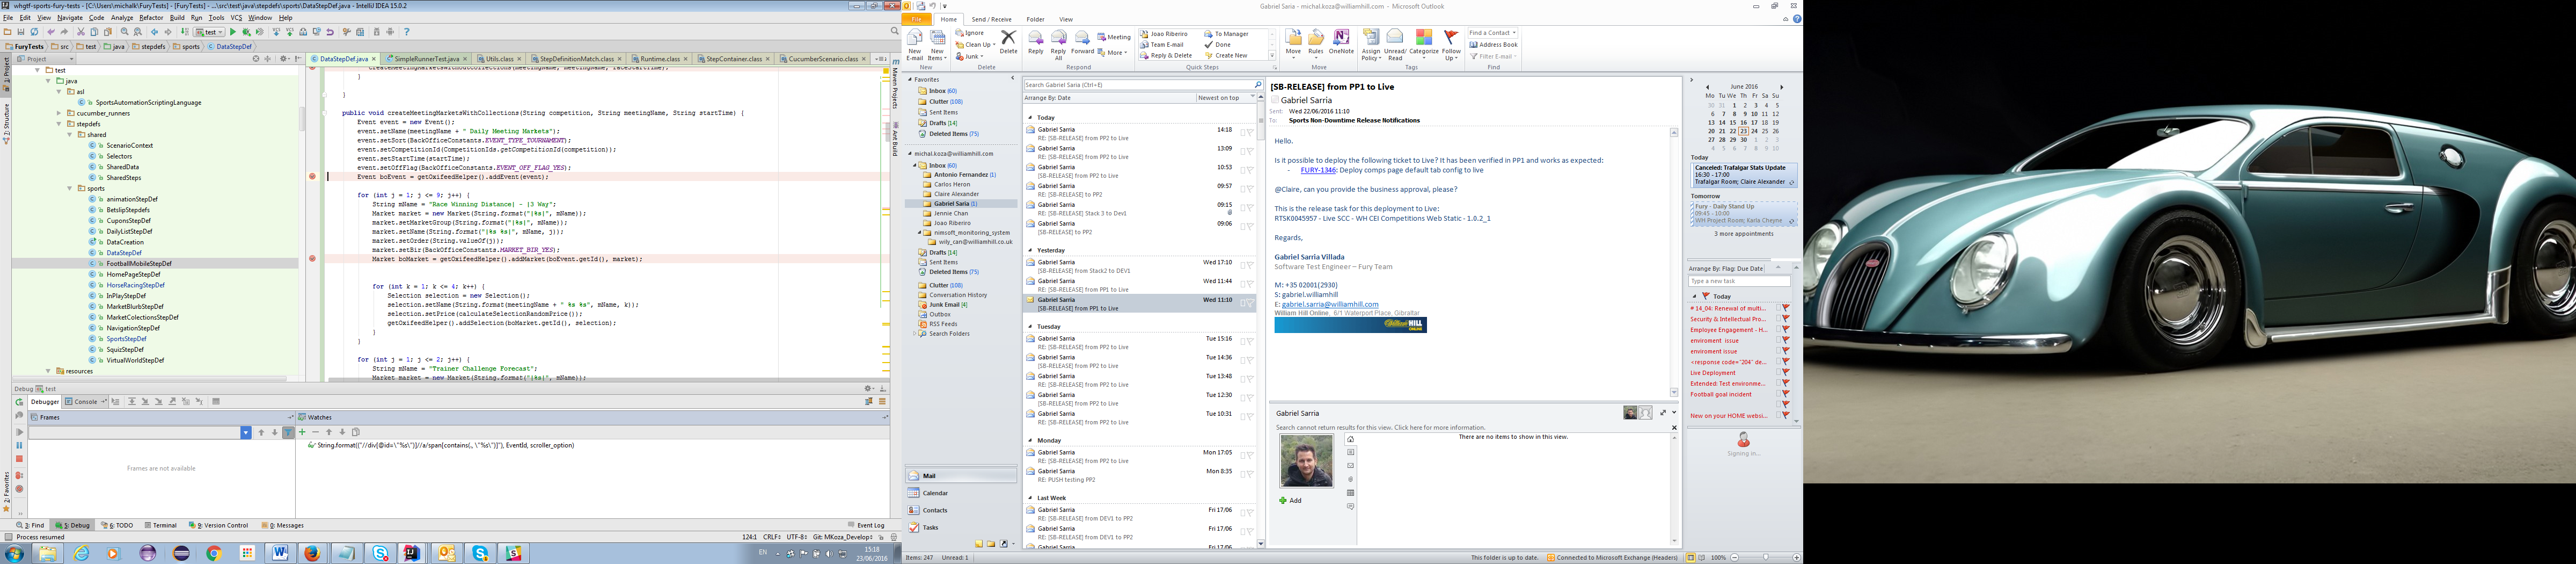 whgtf-sports-fury-tests - [C:\Users\michalk\FuryTests] - [FuryTests] - ...\src\test\java\stepdefs\sports\DataStepDef.java - IntelliJ IDEA 15.0.2
File Edit View Navigate Code Analyze Refactor Build Run Tools VCS Window Help
test
FuryTests src test java stepdefs sports DataStepDef
Project
DataStepDef.java SimpleRunnerTest.java Utils.class StepDefinitionMatch.class Runtime.class StepContainer.class CucumberScenario.class
test
java
asl
SportsAutomationScriptingLanguage
cucumber_runners
stepdefs
shared
ScenarioContext
Selectors
SharedData
SharedSteps
sports
animationStepDef
BetslipStepdefs
CuponsStepDef
DailyListStepDef
DataCreation
DataStepDef
FootballMobileStepDef
HomePageStepDef
HorseRacingStepDef
InPlayStepDef
MarketBlurbStepDef
MarketColectionsStepDef
NavigationStepDef
SportsStepDef
SquizStepDef
VirtualWorldStepDef
resources
1: Project
2: Structure
2: Favorites
Maven Projects
Ant Build
}
}
public void createMeetingMarketsWithCollections(String competition, String meetingName, String startTime) {
Event event = new Event();
event.setName(meetingName + " Daily Meeting Markets");
event.setSort(BackOfficeConstants.EVENT_TYPE_TOURNAMENT);
event.setCompetitionId(CompetitionIds.getCompetitionId(competition));
event.setStartTime(startTime);
event.setOffFlag(BackOfficeConstants.EVENT_OFF_FLAG_YES);
Event boEvent = getOxifeedHelper().addEvent(event);
for (int j = 1; j <= 9; j++) {
String mName = "Race Winning Distance| - |3 Way";
Market market = new Market(String.format("|%s|", mName));
market.setMarketGroup(String.format("|%s|", mName));
market.setName(String.format("|%s %s|", mName, j));
market.setOrder(String.valueOf(j));
market.setBir(BackOfficeConstants.MARKET_BIR_YES);
Market boMarket = getOxifeedHelper().addMarket(boEvent.getId(), market);
for (int k = 1; k <= 4; k++) {
Selection selection = new Selection();
selection.setName(String.format(meetingName + " %s %s", mName, k));
selection.setPrice(calculateSelectionRandomPrice());
getOxifeedHelper().addSelection(boMarket.getId(), selection);
}
}
for (int j = 1; j <= 2; j++) {
String mName = "Trainer Challenge Forecast";
Market market = new Market(String.format("|%s|", mName));
Debug test
Debugger Console
Frames Watches
String.format(("//div[@id=\"%s\"]//a/span[contains(., \"%s\")]"), EventId, scroller_option)
Frames are not available
2: Find 5: Debug 6: TODO Terminal 9: Version Control 0: Messages Event Log
Process resumed
124:1 CRLF UTF-8 Git: MKoza_Develop
EN
15:18
23/06/2016
Gabriel Saria - michal.koza@williamhill.com - Microsoft Outlook
File Home Send / Receive Folder View
New E-mail
New Items
Ignore
Clean Up
Junk
Delete
Reply
Reply All
Forward
Meeting
More
Joao Ribeiro
Team E-mail
Reply & Delete
To Manager
Done
Create New
Move
Rules
OneNote
Assign Policy
Unread/ Read
Categorize
Follow Up
Find a Contact
Address Book
Filter E-mail
New Delete Respond Quick Steps Move Tags Find
Favorites
Inbox (60)
Clutter (108)
Sent Items
Drafts [14]
Deleted Items (75)
michal.koza@williamhill.com
Inbox (60)
Antonio Fernandez (1)
Carlos Heron
Claire Alexander
Gabriel Saria (1)
Jennie Chan
Joao Ribeiro
nimsoft_monitoring_system
wily_can@williamhill.co.uk
Drafts [14]
Sent Items
Deleted Items (75)
Clutter (108)
Conversation History
Junk Email [4]
Outbox
RSS Feeds
Search Folders
Mail
Calendar
Contacts
Tasks
Search Gabriel Saria (Ctrl+E)
Arrange By: Date Newest on top
Today
Gabriel Sarria 14:18
RE: [SB-RELEASE] from PP2 to Live
Gabriel Sarria 13:09
RE: [SB-RELEASE] from PP2 to Live
Gabriel Sarria 10:53
RE: [SB-RELEASE] from PP2 to Live
Gabriel Sarria 09:57
RE: [SB-RELEASE] to PP2
Gabriel Sarria 09:15
RE: [SB-RELEASE] Stack 3 to Dev1
Gabriel Sarria 09:06
[SB-RELEASE] to PP2
Yesterday
Gabriel Sarria Wed 17:10
[SB-RELEASE] from Stack2 to DEV1
Gabriel Sarria Wed 11:44
RE: [SB-RELEASE] from PP1 to Live
Gabriel Sarria Wed 11:10
[SB-RELEASE] from PP1 to Live
Tuesday
Gabriel Sarria Tue 15:16
RE: [SB-RELEASE] from PP2 to Live
Gabriel Sarria Tue 14:36
[SB-RELEASE] from PP2 to Live
Gabriel Sarria Tue 13:48
RE: [SB-RELEASE] from PP2 to Live
Gabriel Sarria Tue 12:30
RE: [SB-RELEASE] from PP2 to Live
Gabriel Sarria Tue 10:31
RE: [SB-RELEASE] from PP2 to Live
Monday
Gabriel Sarria Mon 17:05
RE: [SB-RELEASE] from PP2 to Live
Gabriel Sarria Mon 8:35
RE: PUSH testing PP2
Last Week
Gabriel Sarria Fri 17/06
RE: [SB-RELEASE] from DEV1 to PP2
Gabriel Sarria Fri 17/06
RE: [SB-RELEASE] from DEV1 to PP2
Gabriel Sarria Fri 17/06
[SB-RELEASE] from PP1 to Live
Gabriel Sarria
Sent: Wed 22/06/2016 11:10
To: Sports Non-Downtime Release Notifications
Hello.
Is it possible to deploy the following ticket to Live? It has been verified in PP1 and works as expected:
- FURY-1346: Deploy comps page default tab config to live
@Claire, can you provide the business approval, please?
This is the release task for this deployment to Live:
RTSK0045957 - Live SCC - WH CEI Competitions Web Static - 1.0.2_1
Regards,
Gabriel Sarria Villada
Software Test Engineer – Fury Team
M: +35 02001(2930)
S: gabriel.williamhill
E: gabriel.sarria@williamhill.com
William Hill Online, 6/1 Waterport Place, Gibraltar
William HILL ONLINE
Gabriel Sarria
Search cannot return results for this view. Click here for more information.
There are no items to show in this view.
Add
June 2016
Mo Tu We Th Fr Sa Su
30 31 1 2 3 4 5
6 7 8 9 10 11 12
13 14 15 16 17 18 19
20 21 22 23 24 25 26
27 28 29 30 1 2 3
4 5 6 7 8 9 10
Today
Canceled: Trafalgar Stats Update
16:30 - 17:00
Trafalgar Room; Claire Alexander
Tomorrow
Fury - Daily Stand Up
09:45 - 10:00
WH Project Room; Karla Cheyne
3 more appointments
Arrange By: Flag: Due Date
Type a new task
Today
# 14_04: Renewal of multi...
Security & Intellectual Pro...
Employee Engagement - H...
enviroment issue
enviroment issue
<response code="204" de...
Live Deployment
Extended: Test environme...
Football goal incident
New on your HOME websi...
Signing in...
Items: 247 Unread: 1
This folder is up to date. Connected to Microsoft Exchange (Headers) 100%